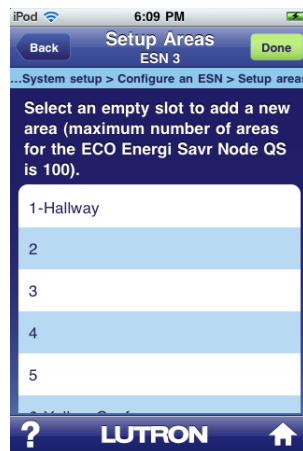 iPod 6:09 PM
Back Setup Areas Done
ESN 3
...System setup > Configure an ESN > Setup areas
Select an empty slot to add a new
area (maximum number of areas
for the ECO Energi Savr Node QS
is 100).
1-Hallway
2
3
4
5
? LUTRON